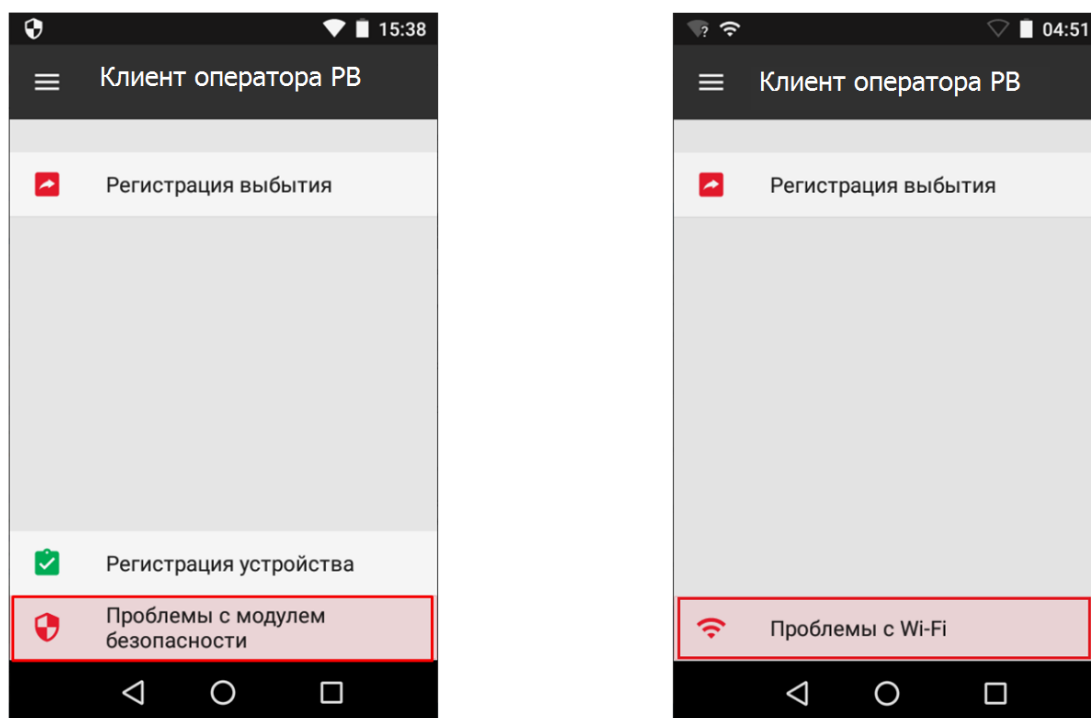 15:38
Клиент оператора РВ
Регистрация выбытия
Регистрация устройства
Проблемы с модулем
безопасности
?
04:51
Клиент оператора РВ
Регистрация выбытия
Проблемы с Wi-Fi